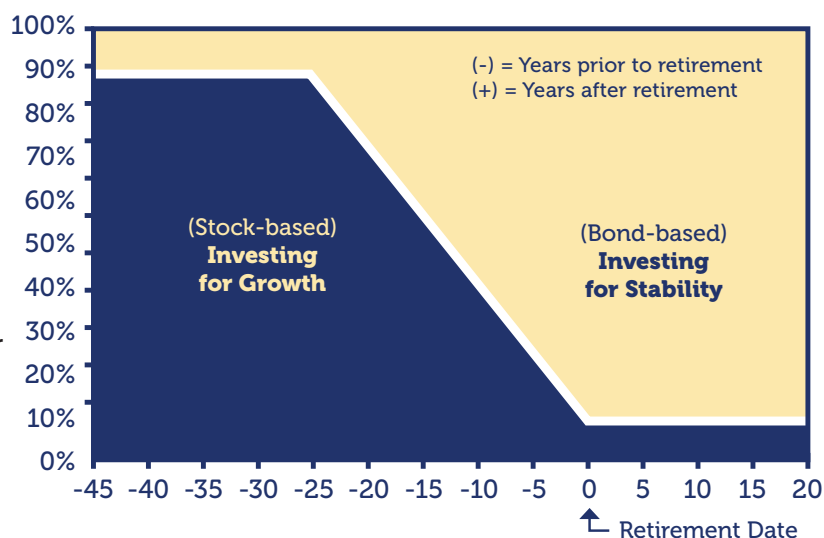 100%
90%
80%
70%
60%
50%
40%
30%
20%
10%
0%
(-) = Years prior to retirement
(+) = Years after retirement
(Stock-based)
Investing
for Growth
(Bond-based)
Investing
for Stability
-45 -40 -35 -30 -25 -20 -15 -10 -5 0 5 10 15 20
Retirement Date